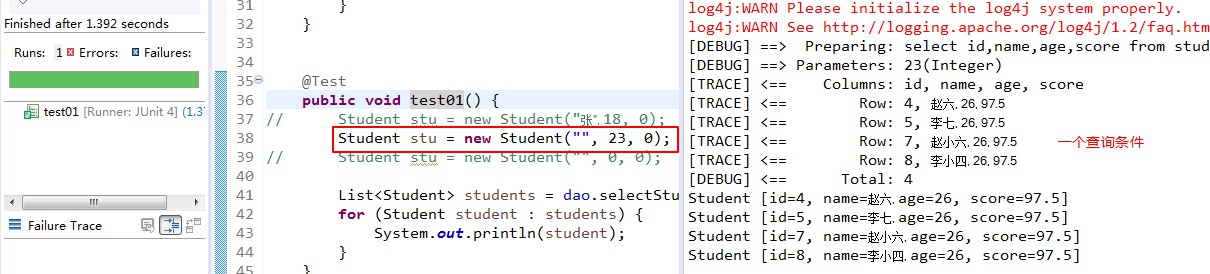 Finished after 1.392 seconds
Runs: 1 Errors: Failures:
test01 [Runner: JUnit 4] (1.37
Failure Trace
31 }
32 }
33
34
35 @Test
36 public void test01() {
37 // Student stu = new Student("张", 18, 0);
38 Student stu = new Student("", 23, 0);
39 // Student stu = new Student("", 0, 0);
40
41 List<Student> students = dao.selectStu
42 for (Student student : students) {
43 System.out.println(student);
44 }
45 }
log4j:WARN Please initialize the log4j system properly.
log4j:WARN See http://logging.apache.org/log4j/1.2/faq.htm
[DEBUG] ==> Preparing: select id,name,age,score from stud
[DEBUG] ==> Parameters: 23(Integer)
[TRACE] <== Columns: id, name, age, score
[TRACE] <== Row: 4, 赵六, 26, 97.5
[TRACE] <== Row: 5, 李七, 26, 97.5
[TRACE] <== Row: 7, 赵小六, 26, 97.5
一个查询条件
[TRACE] <== Row: 8, 李小四, 26, 97.5
[DEBUG] <== Total: 4
Student [id=4, name=赵六, age=26, score=97.5]
Student [id=5, name=李七, age=26, score=97.5]
Student [id=7, name=赵小六, age=26, score=97.5]
Student [id=8, name=李小四, age=26, score=97.5]